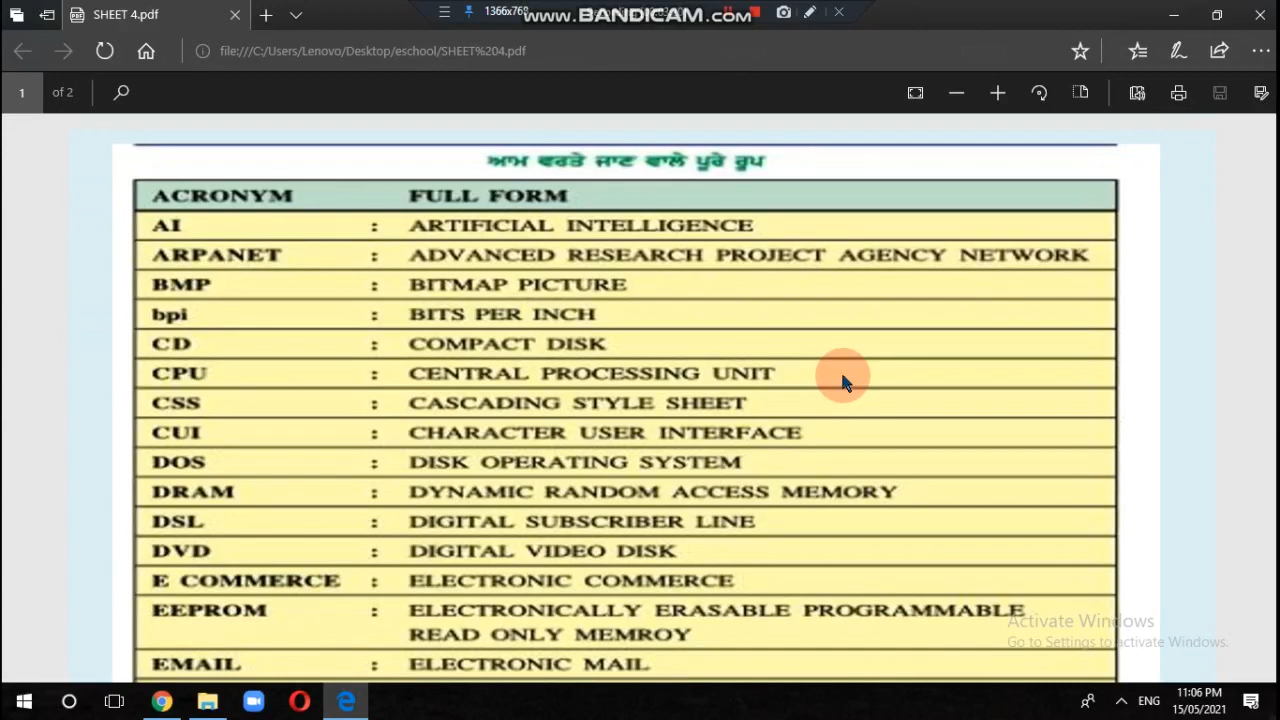 SHEET 4.pdf
1366x768
www.BANDICAM.com
file:///C:/Users/Lenovo/Desktop/eschool/SHEET%204.pdf
1 of 2
ਆਮ ਵਰਤੇ ਜਾਣ ਵਾਲੇ ਪੂਰੇ ਰੂਪ
ACRONYM FULL FORM
AI : ARTIFICIAL INTELLIGENCE
ARPANET : ADVANCED RESEARCH PROJECT AGENCY NETWORK
BMP : BITMAP PICTURE
bpi : BITS PER INCH
CD : COMPACT DISK
CPU : CENTRAL PROCESSING UNIT
CSS : CASCADING STYLE SHEET
CUI : CHARACTER USER INTERFACE
DOS : DISK OPERATING SYSTEM
DRAM : DYNAMIC RANDOM ACCESS MEMORY
DSL : DIGITAL SUBSCRIBER LINE
DVD : DIGITAL VIDEO DISK
E COMMERCE : ELECTRONIC COMMERCE
EEPROM : ELECTRONICALLY ERASABLE PROGRAMMABLE
READ ONLY MEMROY
EMAIL : ELECTRONIC MAIL
Activate Windows
Go to Settings to activate Windows.
ENG
11:06 PM
15/05/2021